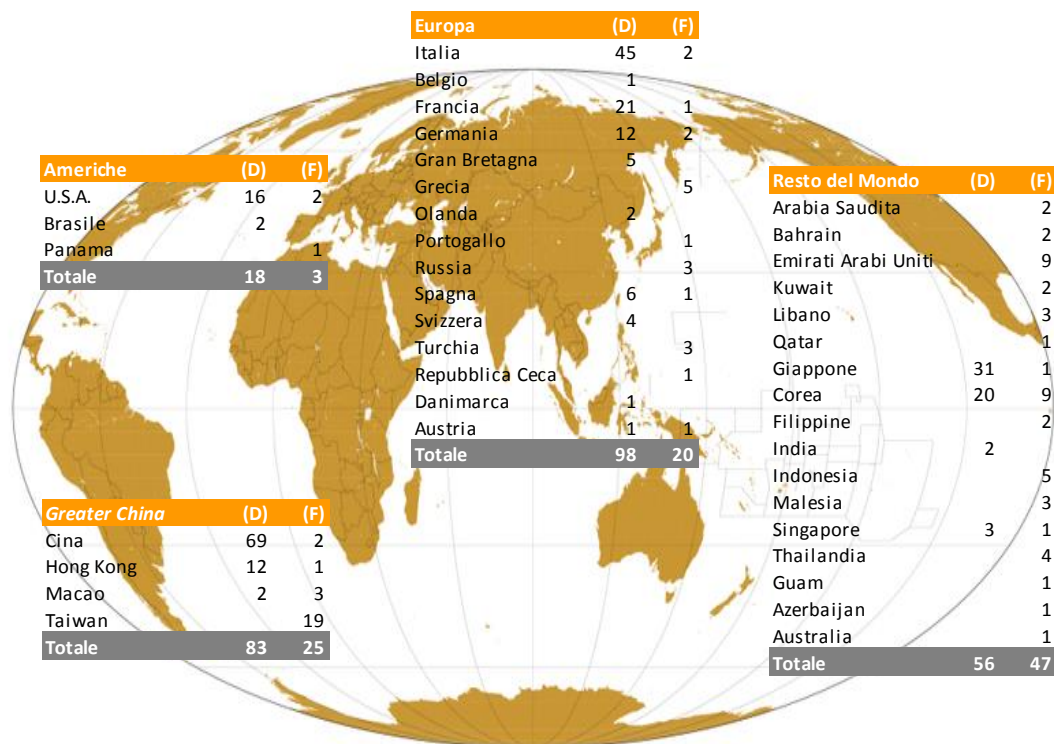 Europa (D) (F)
Italia 45 2
Belgio 1
Francia 21 1
Germania 12 2
Gran Bretagna 5
Grecia 5
Olanda 2
Portogallo 1
Russia 3
Spagna 6 1
Svizzera 4
Turchia 3
Repubblica Ceca 1
Danimarca 1
Austria 1 1
Totale 98 20
Americhe (D) (F)
U.S.A. 16 2
Brasile 2
Panama 1
Totale 18 3
Resto del Mondo (D) (F)
Arabia Saudita 2
Bahrain 2
Emirati Arabi Uniti 9
Kuwait 2
Libano 3
Qatar 1
Giappone 31 1
Corea 20 9
Filippine 2
India 2
Indonesia 5
Malesia 3
Singapore 3 1
Thailandia 4
Guam 1
Azerbaijan 1
Australia 1
Totale 56 47
Greater China (D) (F)
Cina 69 2
Hong Kong 12 1
Macao 2 3
Taiwan 19
Totale 83 25